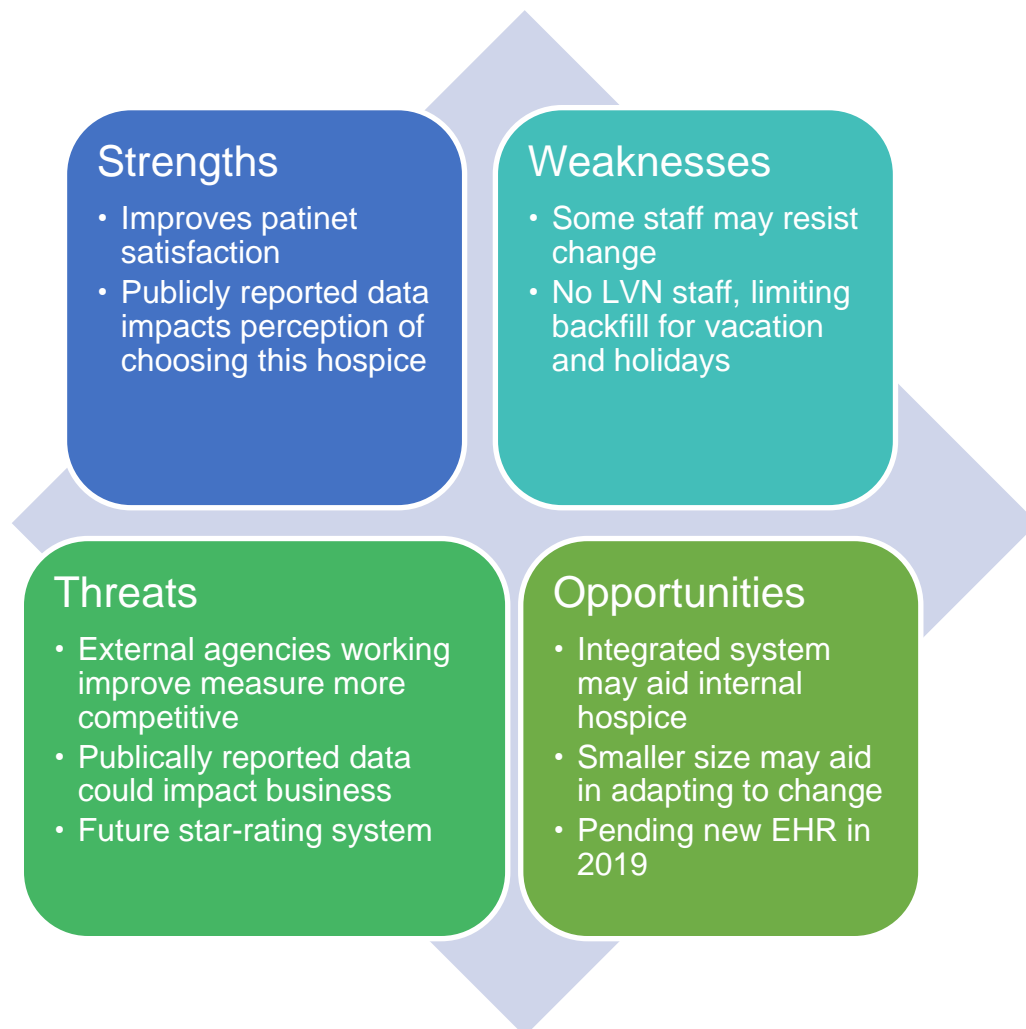 Strengths
• Improves patinet
satisfaction
• Publicly reported data
impacts perception of
choosing this hospice
Weaknesses
• Some staff may resist
change
• No LVN staff, limiting
backfill for vacation
and holidays
Threats
• External agencies working
improve measure more
competitive
• Publically reported data
could impact business
• Future star-rating system
Opportunities
• Integrated system
may aid internal
hospice
• Smaller size may aid
in adapting to change
• Pending new EHR in
2019